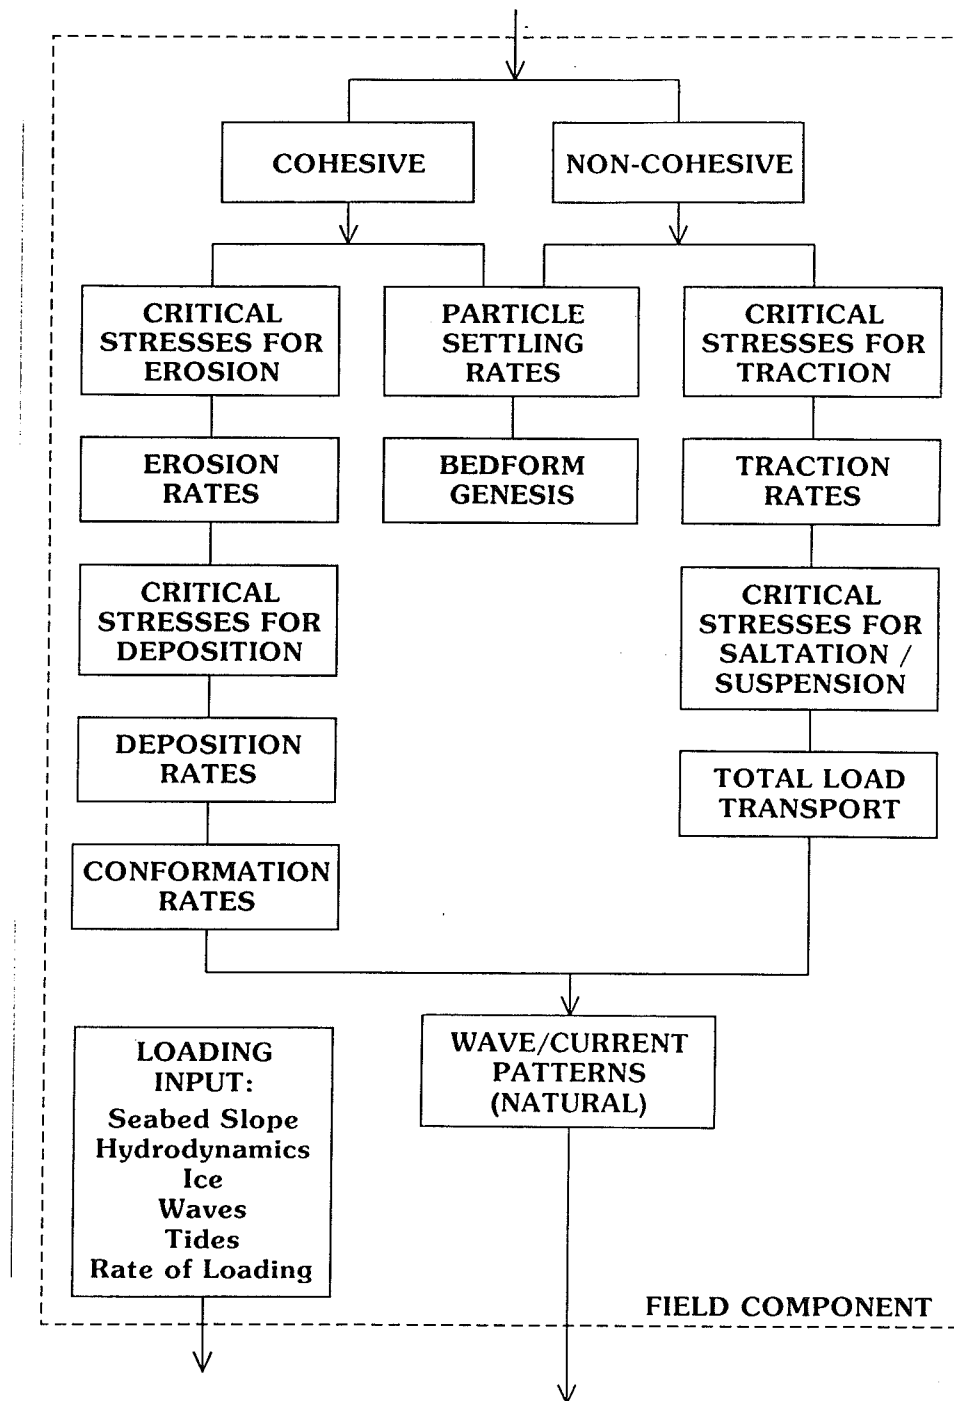 COHESIVE
NON-COHESIVE
CRITICAL
STRESSES FOR
EROSION
PARTICLE
SETTLING
RATES
CRITICAL
STRESSES FOR
TRACTION
EROSION
RATES
BEDFORM
GENESIS
TRACTION
RATES
CRITICAL
STRESSES FOR
DEPOSITION
CRITICAL
STRESSES FOR
SALTATION /
SUSPENSION
DEPOSITION
RATES
TOTAL LOAD
TRANSPORT
CONFORMATION
RATES
LOADING
INPUT:
Seabed Slope
Hydrodynamics
Ice
Waves
Tides
Rate of Loading
WAVE/CURRENT
PATTERNS
(NATURAL)
FIELD COMPONENT